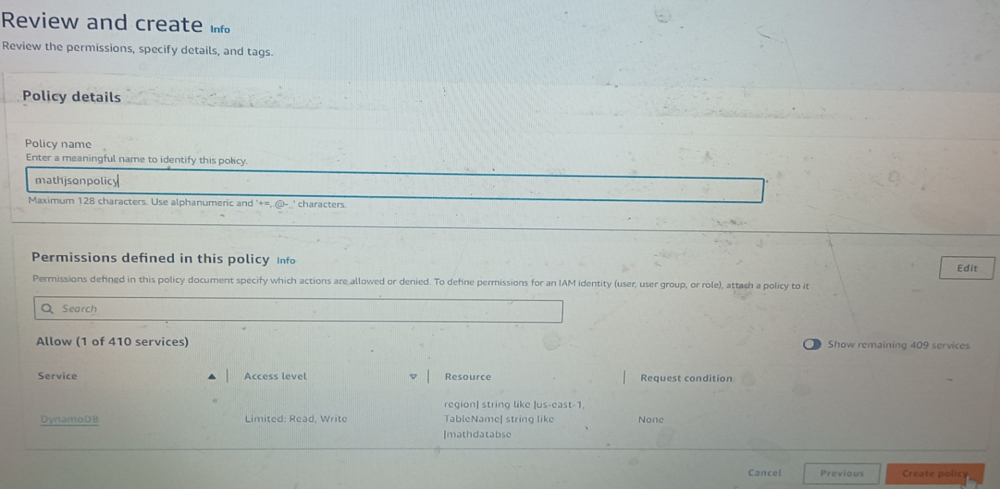 Review and create Info
Review the permissions, specify details, and tags.
Policy details
Policy name
Enter a meaningful name to identify this policy.
mathjsonpolicy
Maximum 128 characters. Use alphanumeric and '+=,.@-_' characters.
Permissions defined in this policy Info
Edit
Permissions defined in this policy document specify which actions are allowed or denied. To define permissions for an IAM identity (user, user group, or role), attach a policy to it
Search
Allow (1 of 410 services)
Show remaining 409 services
Service Access level Resource Request condition
DynamoDB Limited: Read, Write region| string like |us-east-1, None
TableName| string like
|mathdatabse
Cancel Previous Create policy